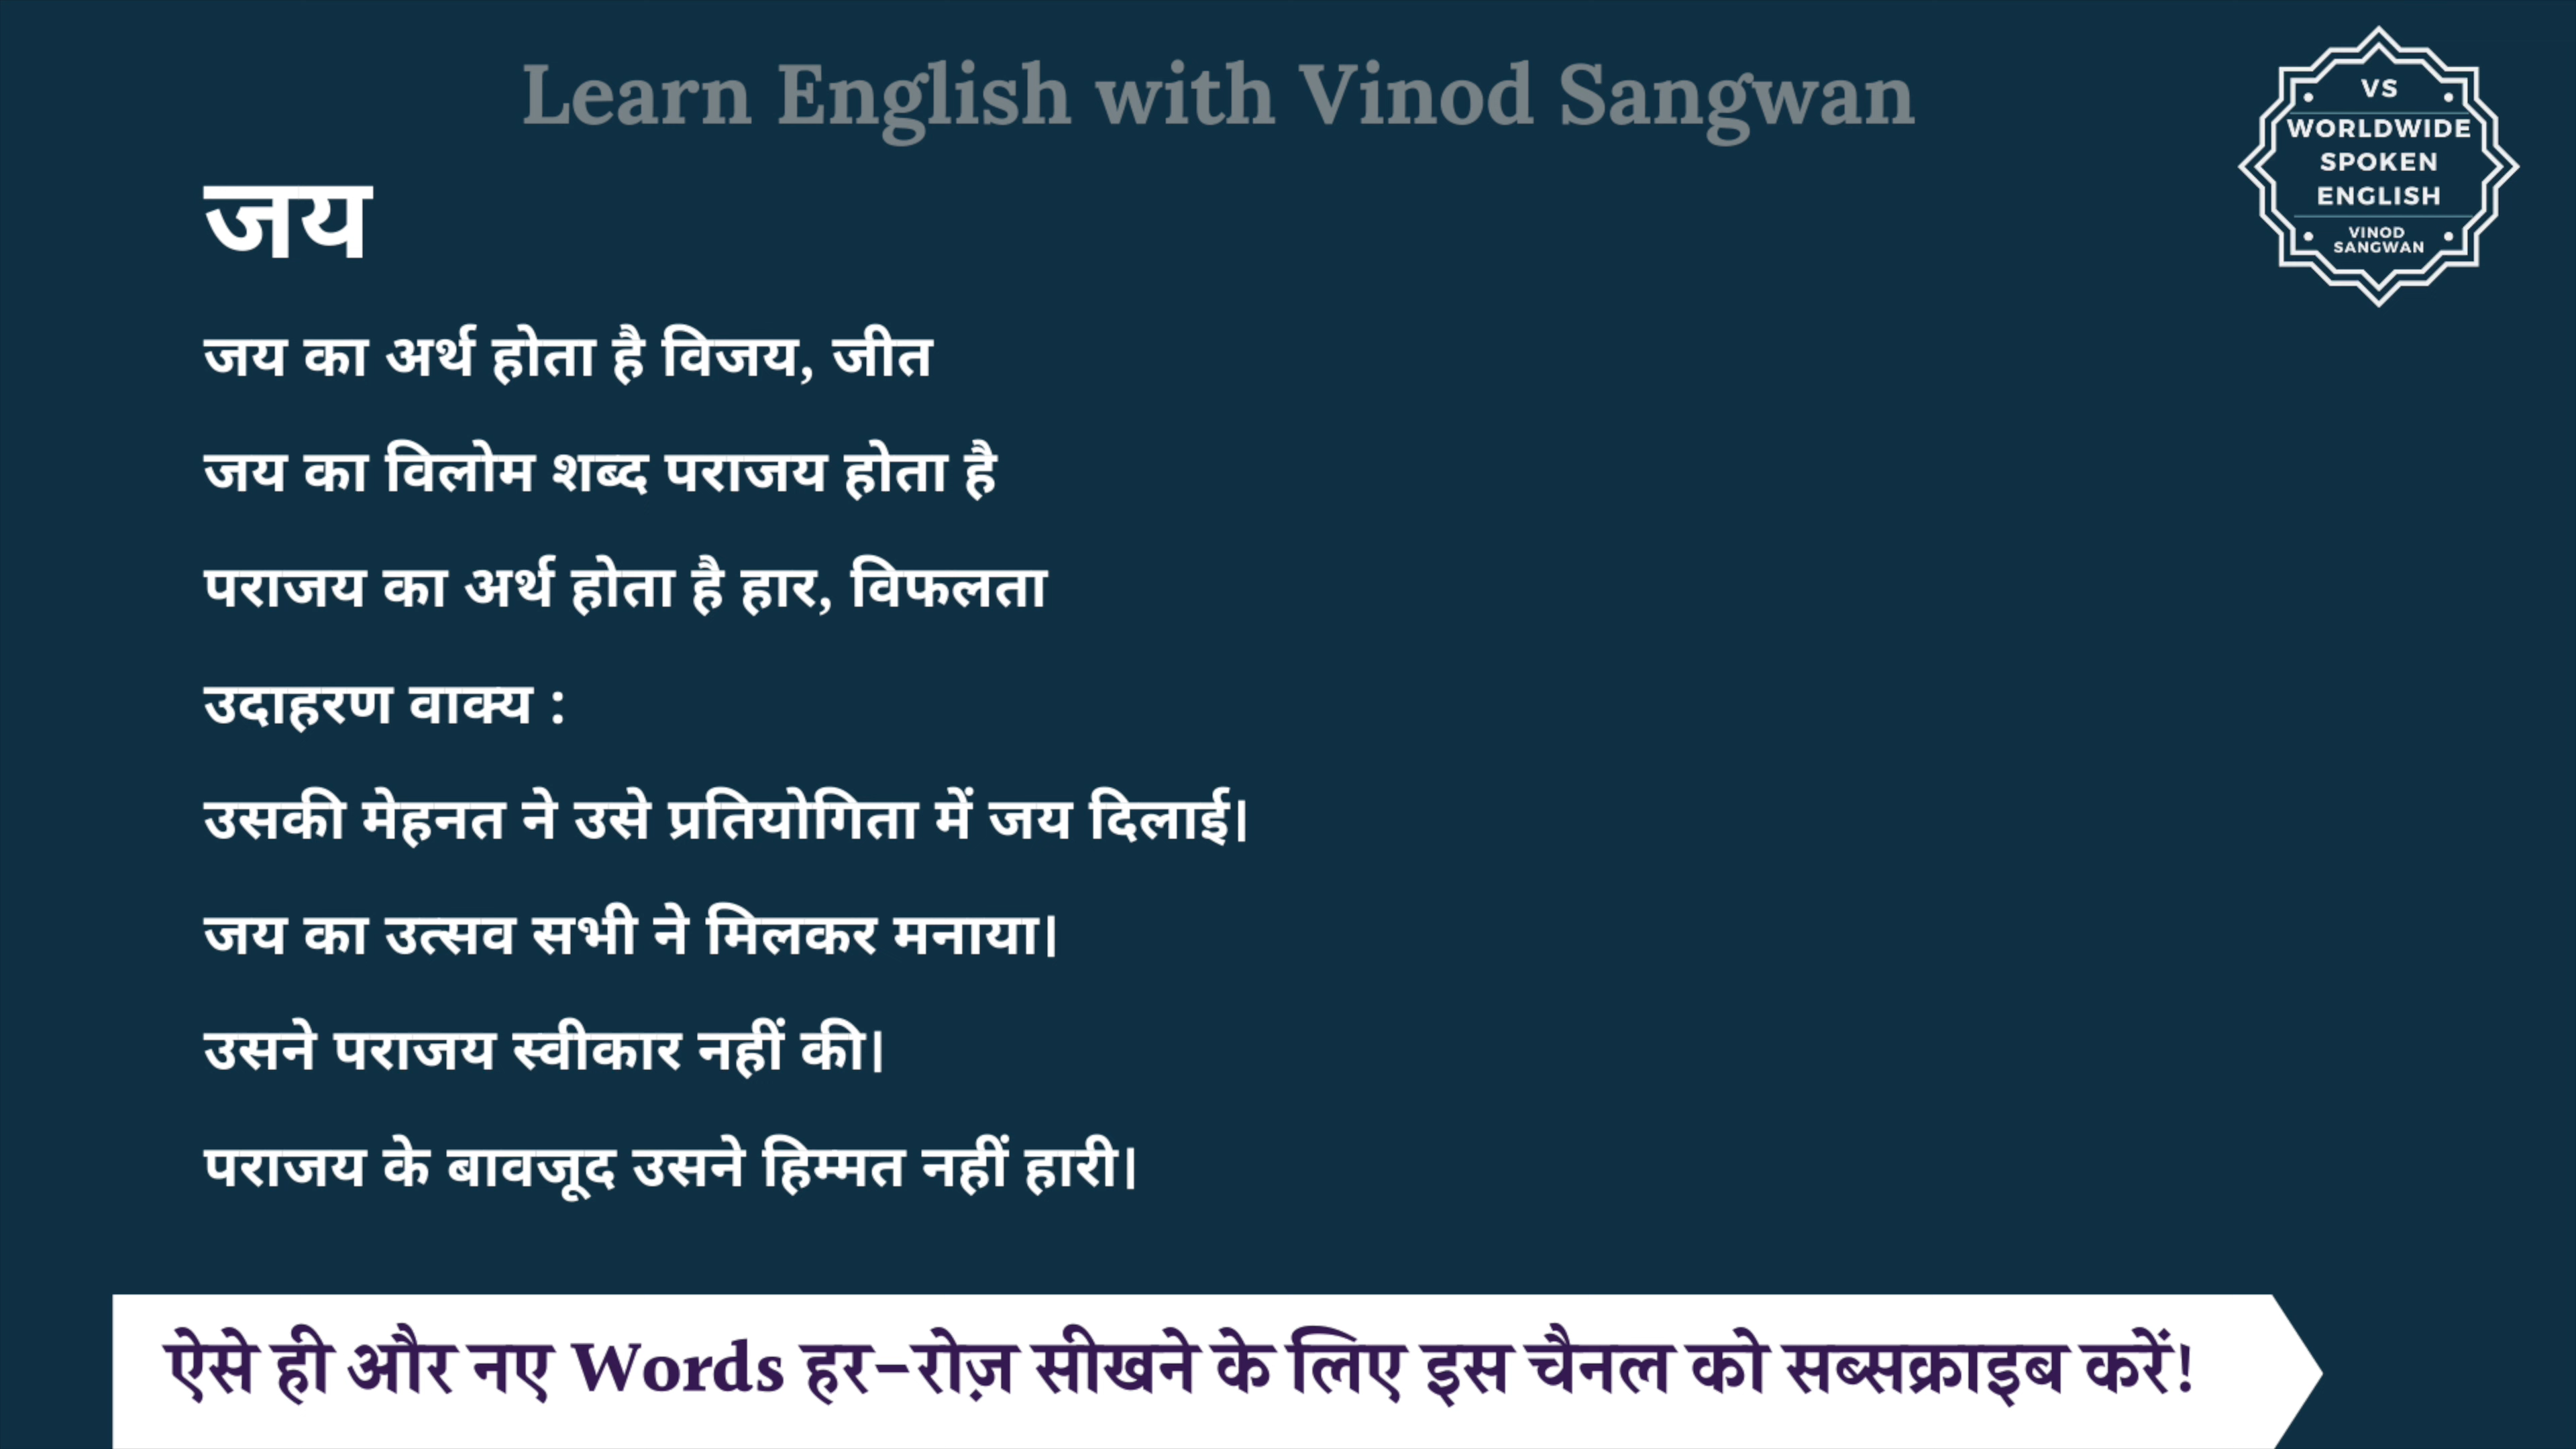 Learn English with Vinod Sangwan
VS
WORLDWIDE
SPOKEN
ENGLISH
VINOD
SANGWAN
जय
जय का अर्थ होता है विजय, जीत
जय का विलोम शब्द पराजय होता है
पराजय का अर्थ होता है हार, विफलता
उदाहरण वाक्य :
उसकी मेहनत ने उसे प्रतियोगिता में जय दिलाई।
जय का उत्सव सभी ने मिलकर मनाया।
उसने पराजय स्वीकार नहीं की।
पराजय के बावजूद उसने हिम्मत नहीं हारी।
ऐसे ही और नए Words हर-रोज़ सीखने के लिए इस चैनल को सब्सक्राइब करें!